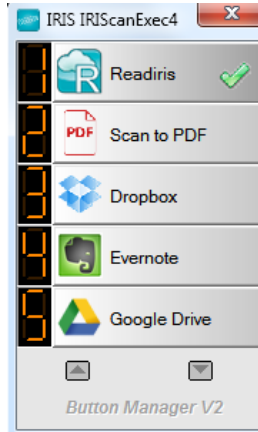 IRIS IRIScanExec4
1 Readiris
2 PDF Scan to PDF
3 Dropbox
4 Evernote
5 Google Drive
Button Manager V2